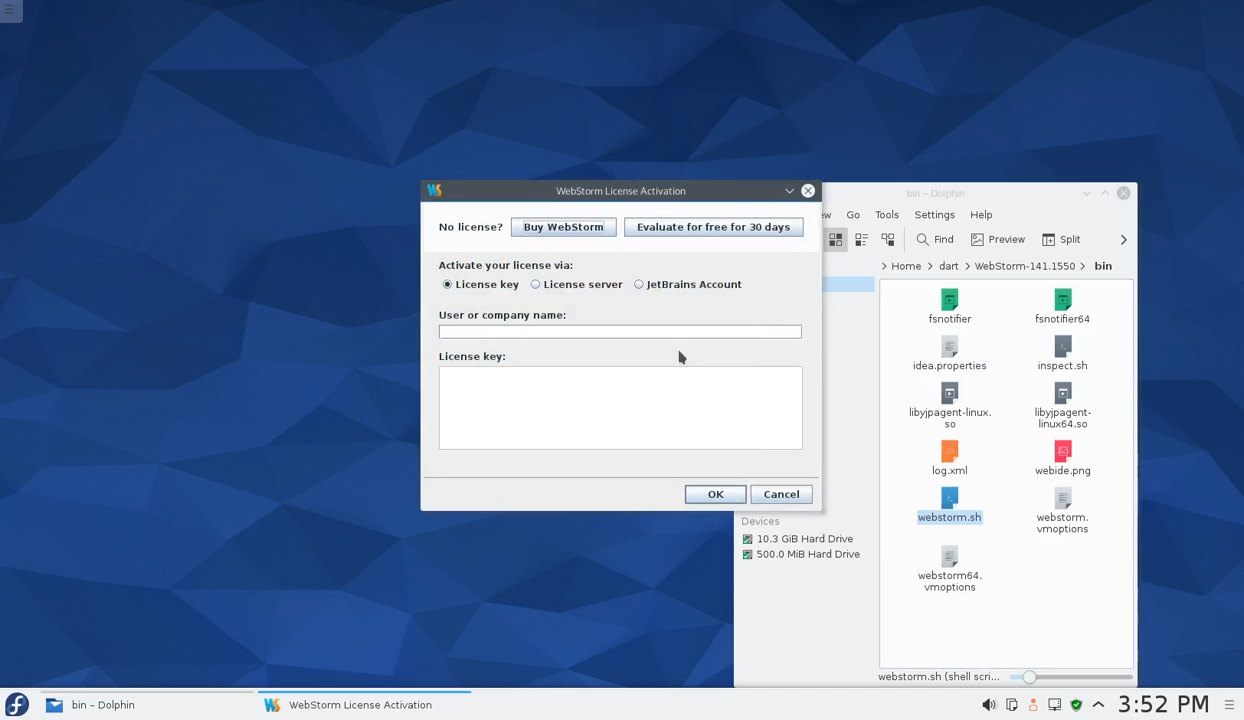 WebStorm License Activation
No license?
Buy WebStorm
Evaluate for free for 30 days
Activate your license via:
License key
License server
JetBrains Account
User or company name:
License key:
OK
Cancel
bin – Dolphin
ew
Go
Tools
Settings
Help
Find
Preview
Split
Home
dart
WebStorm-141.1550
bin
fsnotifier
fsnotifier64
idea.properties
inspect.sh
libyjpagent-linux.
so
libyjpagent-
linux64.so
log.xml
webide.png
webstorm.sh
webstorm.
vmoptions
webstorm64.
vmoptions
Devices
10.3 GiB Hard Drive
500.0 MiB Hard Drive
webstorm.sh (shell scri...
bin – Dolphin
WebStorm License Activation
3:52 PM